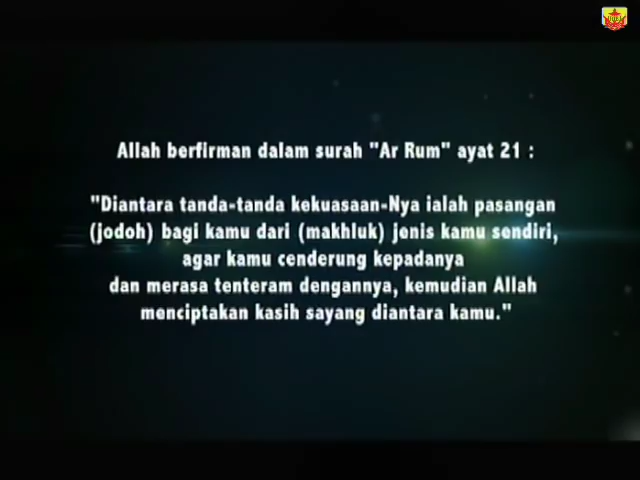 Allah berfirman dalam surah "Ar Rum" ayat 21 :
"Diantara tanda-tanda kekuasaan-Nya ialah pasangan
(jodoh) bagi kamu dari (makhluk) jenis kamu sendiri,
agar kamu cenderung kepadanya
dan merasa tenteram dengannya, kemudian Allah
menciptakan kasih sayang diantara kamu."